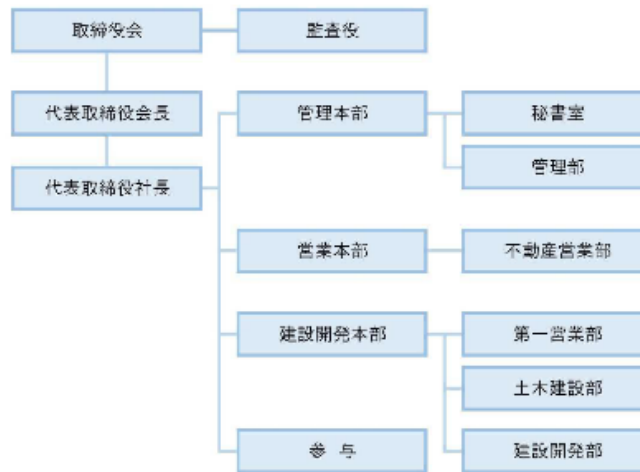 取締役会
監査役
代表取締役会長
管理本部
秘書室
代表取締役社長
管理部
営業本部
不動産営業部
建設開発本部
第一営業部
土木建設部
参 与
建設開発部